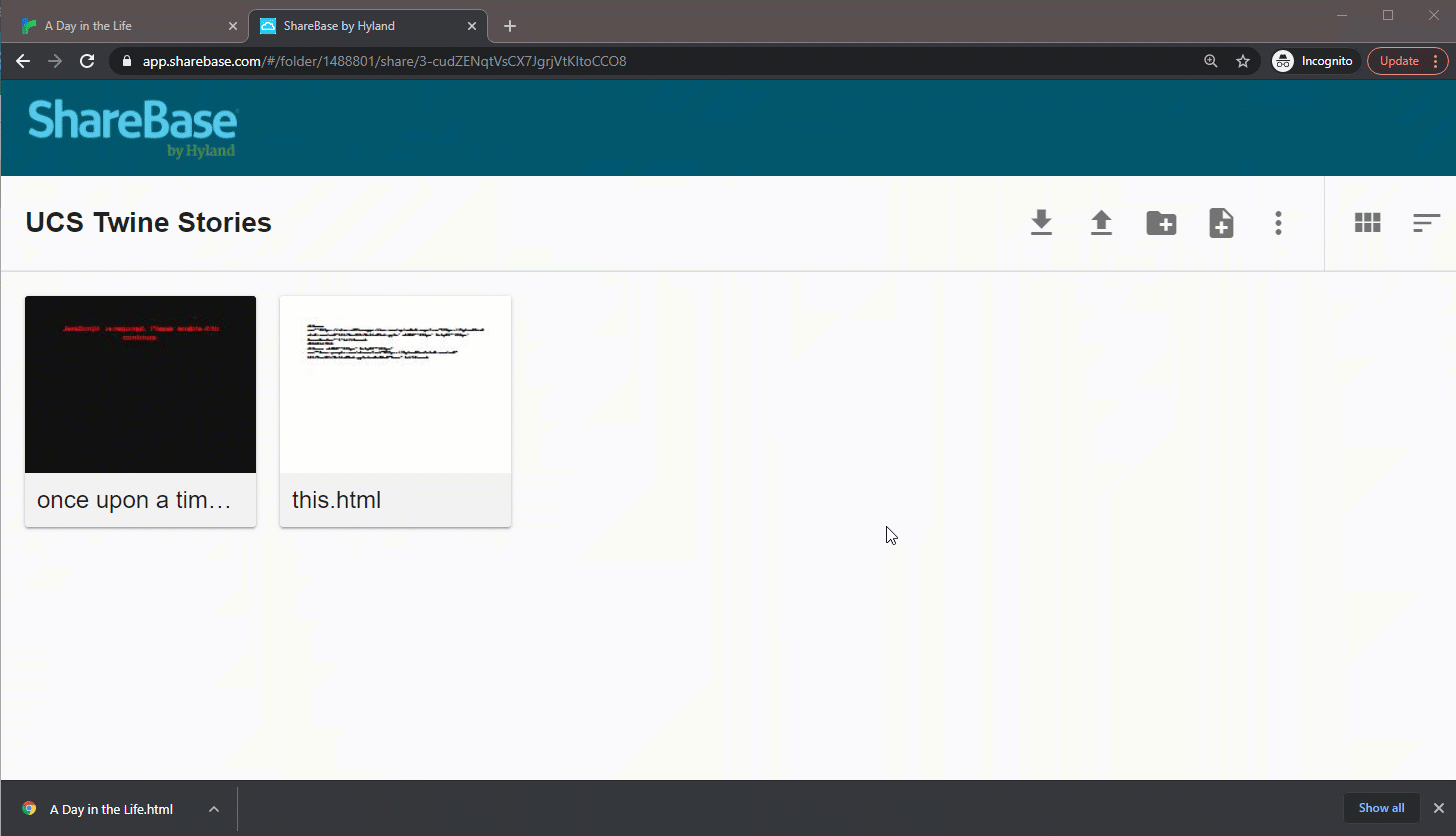 A Day in the Life
ShareBase by Hyland
app.sharebase.com/#/folder/1488801/share/3-cudZENqtVsCX7JgrjVtKItoCCO8
Incognito
Update
ShareBase
by Hyland
UCS Twine Stories
JavaScript is required. Please enable it to
continue.
once upon a tim…
this.html
A Day in the Life.html
Show all